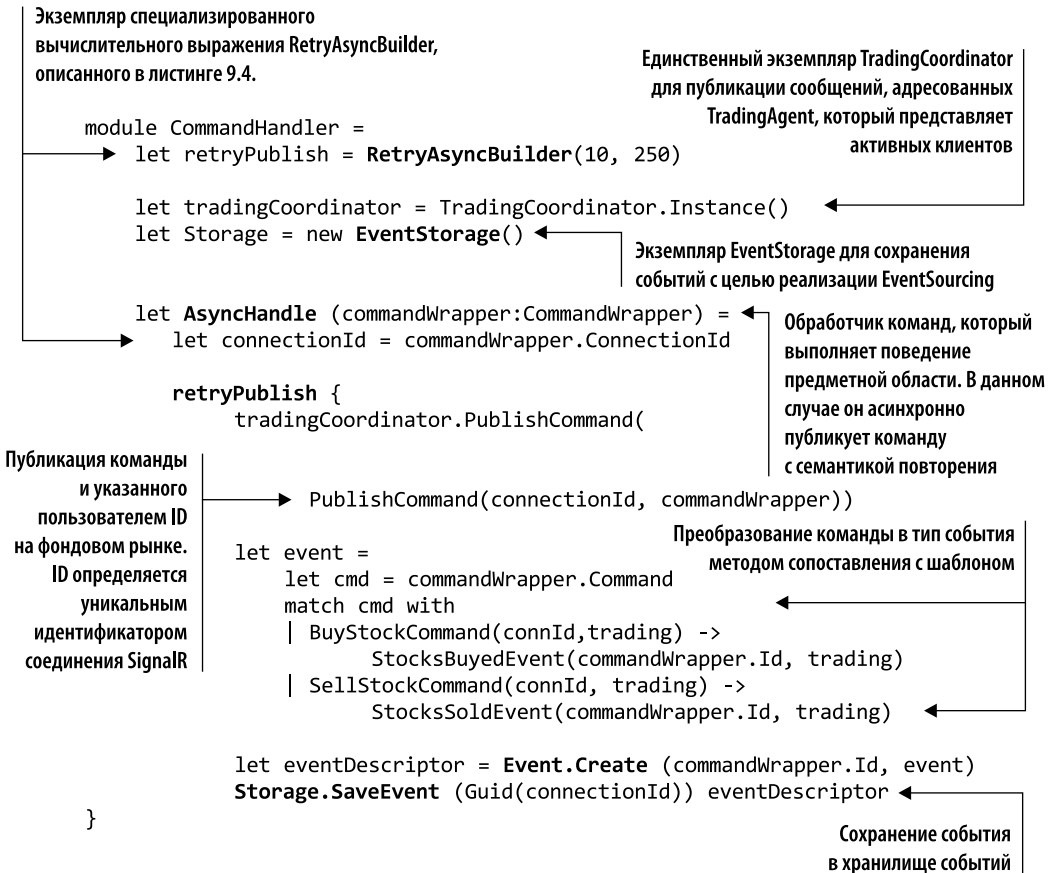 Экземпляр специализированного
вычислительного выражения RetryAsyncBuilder,
описанного в листинге 9.4.
Единственный экземпляр TradingCoordinator
для публикации сообщений, адресованных
TradingAgent, который представляет
активных клиентов
module CommandHandler =
let retryPublish = RetryAsyncBuilder(10, 250)
let tradingCoordinator = TradingCoordinator.Instance()
let Storage = new EventStorage()
Экземпляр EventStorage для сохранения
событий с целью реализации EventSourcing
let AsyncHandle (commandWrapper:CommandWrapper) =
let connectionId = commandWrapper.ConnectionId
Обработчик команд, который
выполняет поведение
предметной области. В данном
случае он асинхронно
публикует команду
с семантикой повторения
retryPublish {
tradingCoordinator.PublishCommand(
Публикация команды
и указанного
пользователем ID
на фондовом рынке.
ID определяется
уникальным
идентификатором
соединения SignalR
PublishCommand(connectionId, commandWrapper))
Преобразование команды в тип события
методом сопоставления с шаблоном
let event =
let cmd = commandWrapper.Command
match cmd with
| BuyStockCommand(connId,trading) ->
StocksBuyedEvent(commandWrapper.Id, trading)
| SellStockCommand(connId, trading) ->
StocksSoldEvent(commandWrapper.Id, trading)
let eventDescriptor = Event.Create (commandWrapper.Id, event)
Storage.SaveEvent (Guid(connectionId)) eventDescriptor
}
Сохранение события
в хранилище событий